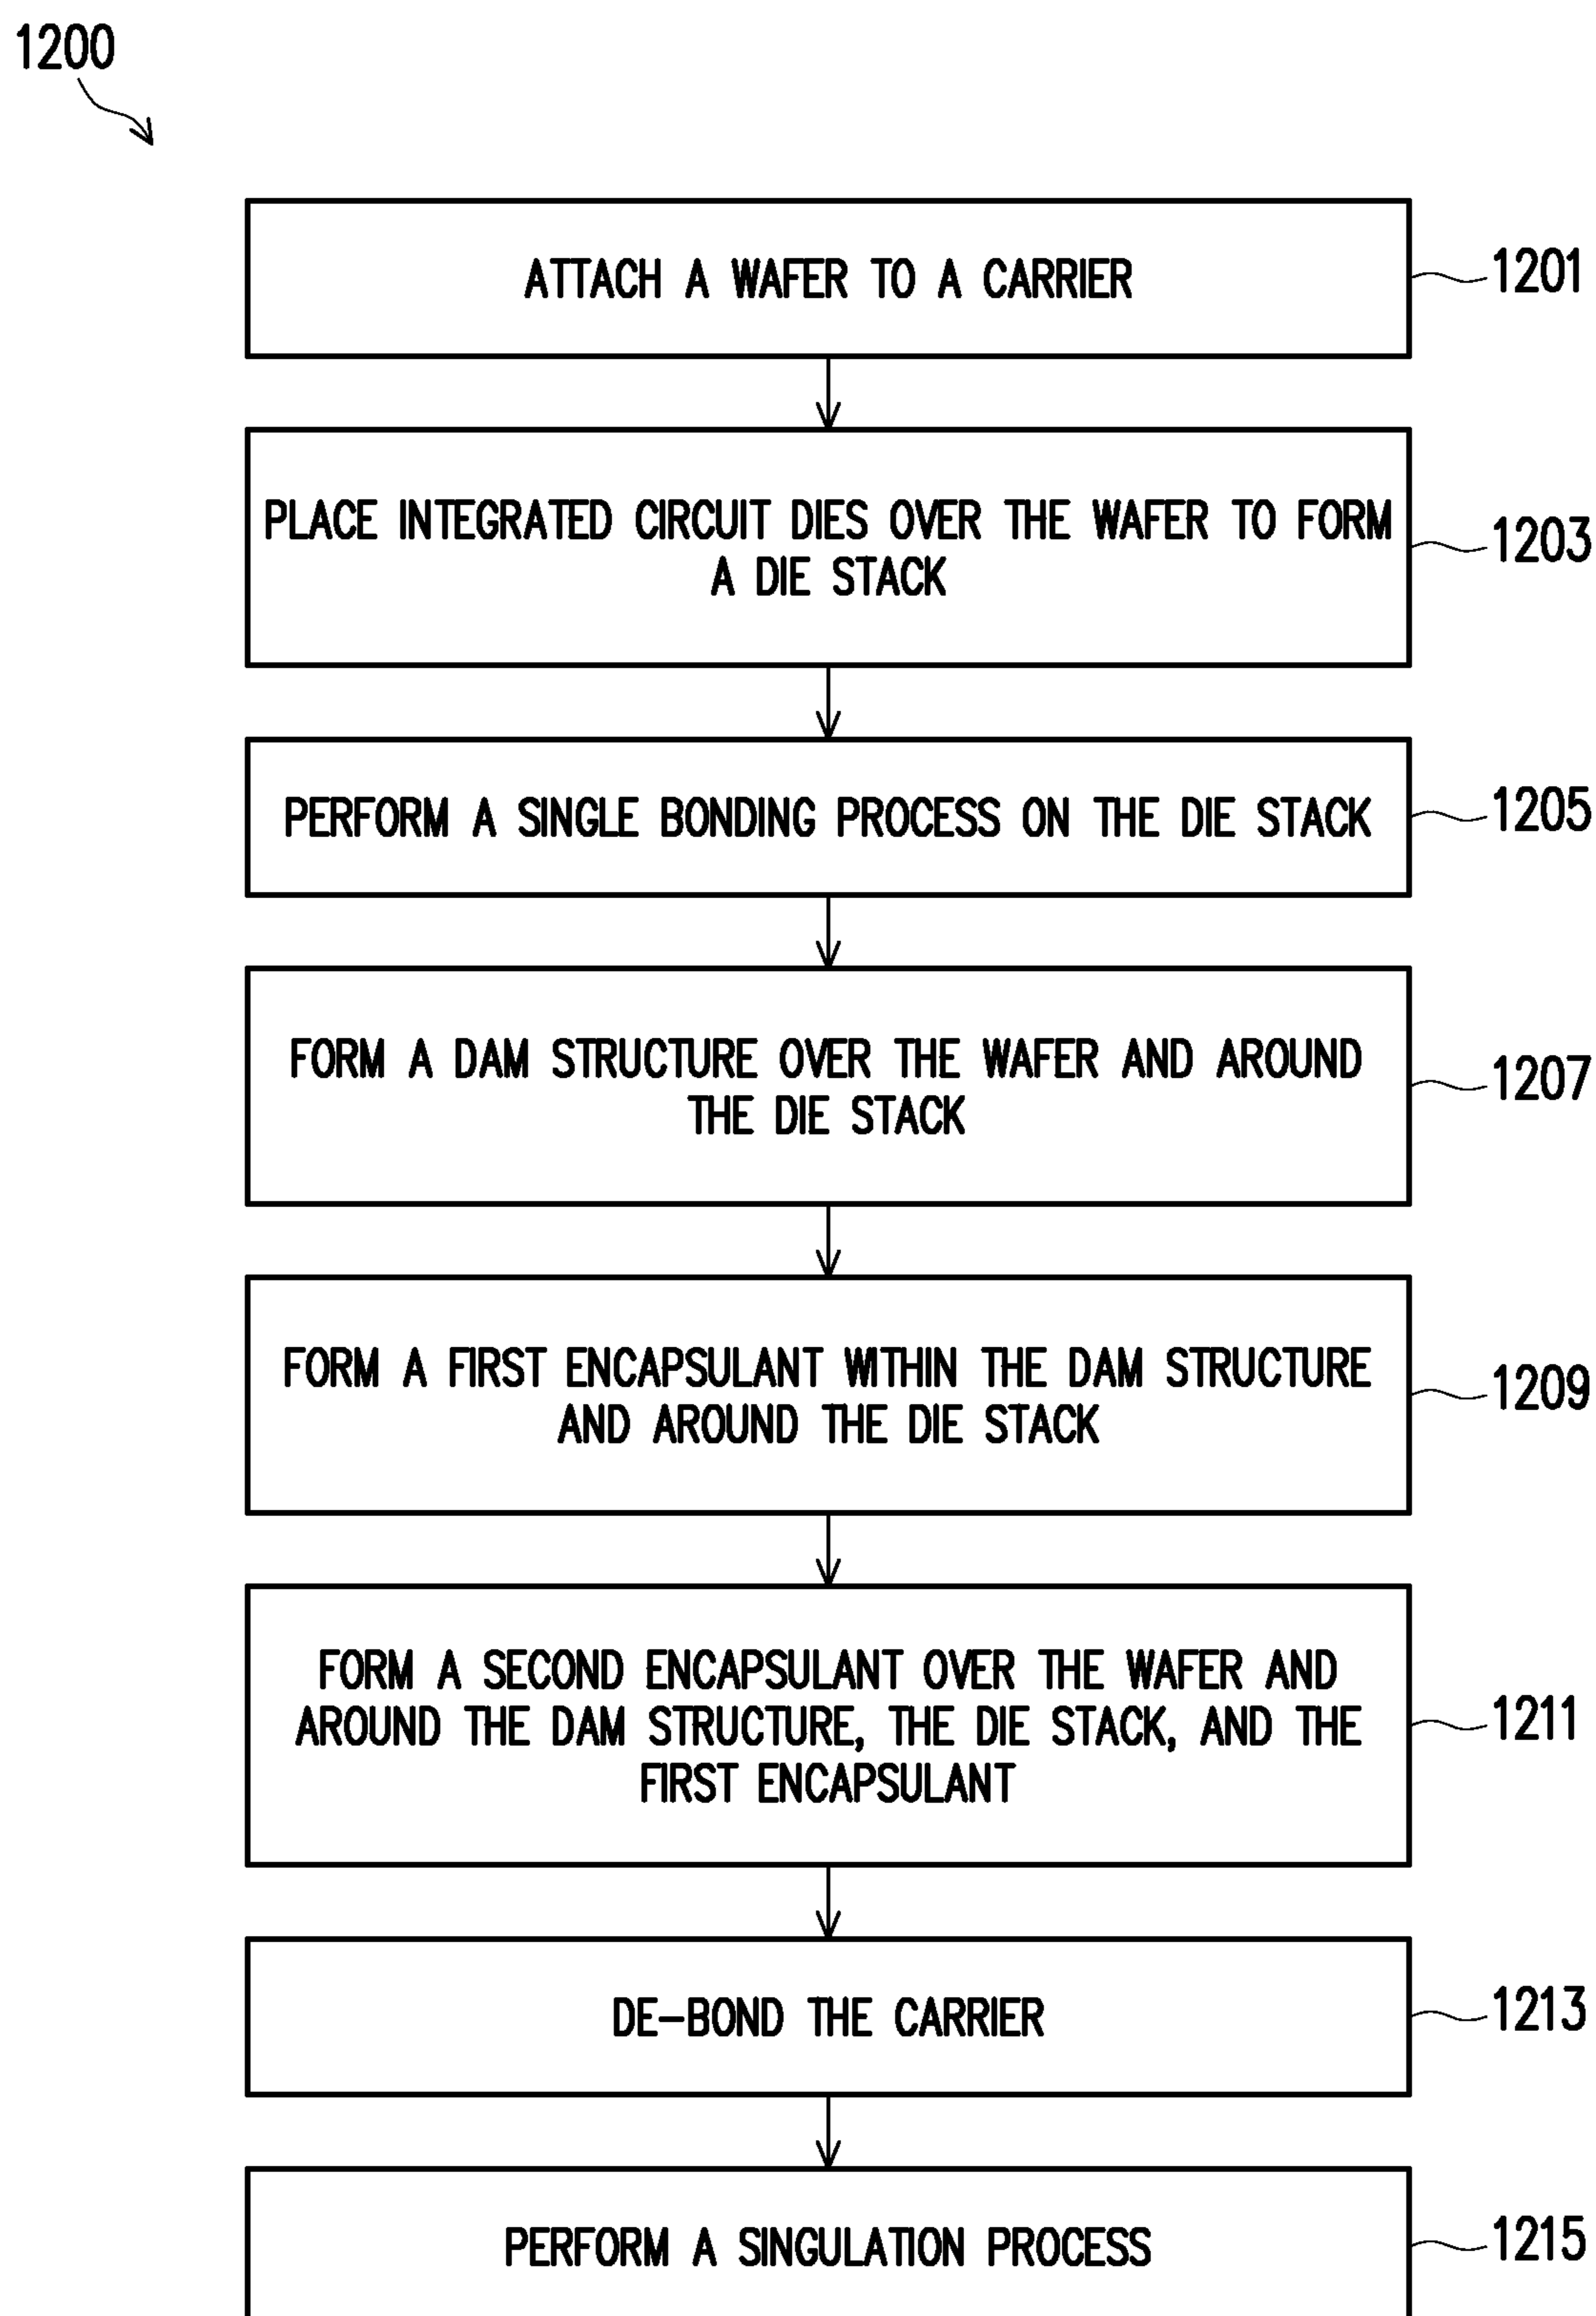 1200
ATTACH A WAFER TO A CARRIER
1201
PLACE INTEGRATED CIRCUIT DIES OVER THE WAFER TO FORM
A DIE STACK
1203
PERFORM A SINGLE BONDING PROCESS ON THE DIE STACK
1205
FORM A DAM STRUCTURE OVER THE WAFER AND AROUND
THE DIE STACK
1207
FORM A FIRST ENCAPSULANT WITHIN THE DAM STRUCTURE
AND AROUND THE DIE STACK
1209
FORM A SECOND ENCAPSULANT OVER THE WAFER AND
AROUND THE DAM STRUCTURE, THE DIE STACK, AND THE
FIRST ENCAPSULANT
1211
DE-BOND THE CARRIER
1213
PERFORM A SINGULATION PROCESS
1215